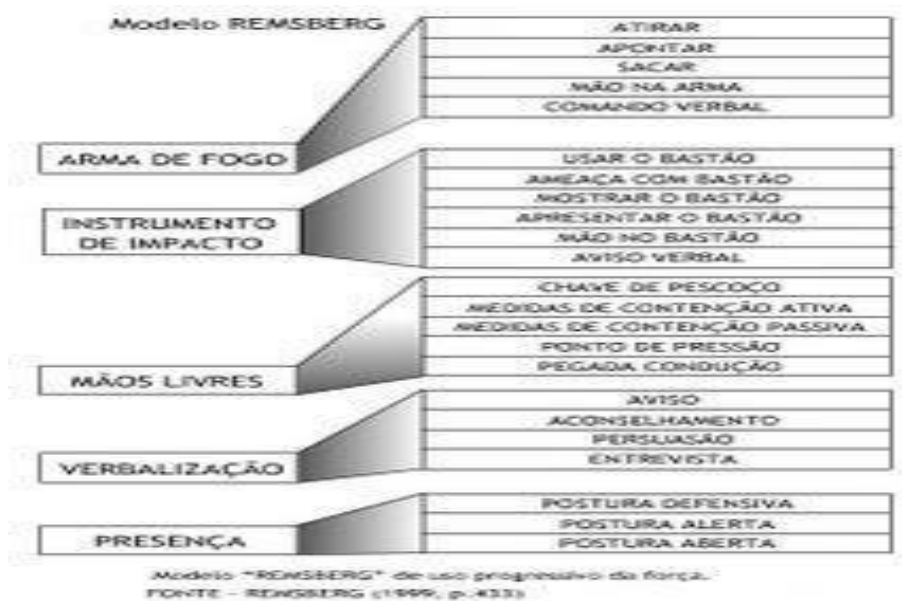 Modelo REMSBERG
ATIRAR
APONTAR
SACAR
MÃO NA ARMA
COMANDO VERBAL
ARMA DE FOGO
USAR O BASTÃO
AMEAÇA COM BASTÃO
MOSTRAR O BASTÃO
APRESENTAR O BASTÃO
MÃO NO BASTÃO
AVISO VERBAL
INSTRUMENTO
DE IMPACTO
CHAVE DE PESCOÇO
MEDIDAS DE CONTENÇÃO ATIVA
MEDIDAS DE CONTENÇÃO PASSIVA
PONTO DE PRESSÃO
PEGADA CONDUÇÃO
MÃOS LIVRES
AVISO
ACONSELHAMENTO
PERSUASÃO
ENTREVISTA
VERBALIZAÇÃO
POSTURA DEFENSIVA
POSTURA ALERTA
POSTURA ABERTA
PRESENÇA
Modelo "REMSBERG" de uso progressivo da força.
FONTE - REMSBERG (1999, p.433)